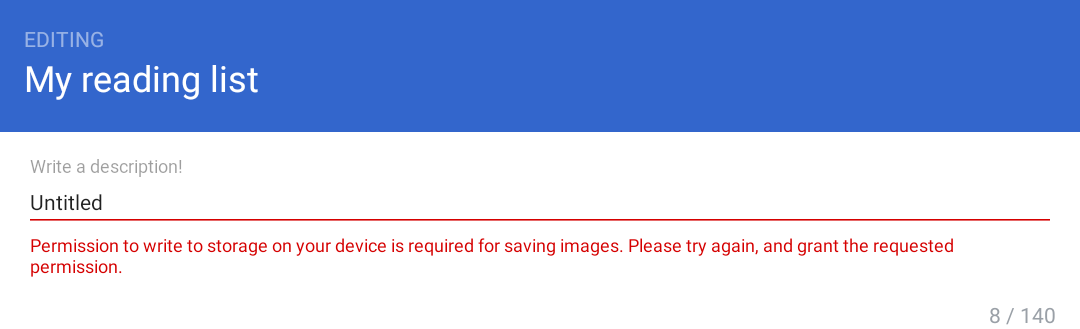 EDITING
My reading list
Write a description!
Untitled
Permission to write to storage on your device is required for saving images. Please try again, and grant the requested
permission.
8 / 140